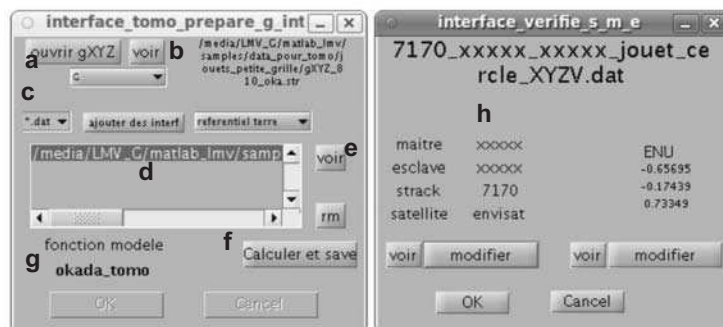 interface_tomo_prepare_g_int
ouvrir gXYZ
voir
a
b
/media/LMV_G/matlab_lmv/
samples/data_pour_tomo/j
ouets_petite_grille/gXYZ_8
10_oka.str
G
c
*.dat
ajouter des interf
referentiel terre
/media/LMV_G/matlab_lmv/samp
d
voir
e
rm
fonction modele
f
Calculer et save
g
okada_tomo
OK
Cancel
interface_verifie_s_m_e
7170_xxxxx_xxxxx_jouet_ce
rcle_XYZV.dat
h
maitre xxxxx
esclave xxxxx
strack 7170
satellite envisat
ENU
-0.65695
-0.17439
0.73349
voir
modifier
voir
modifier
OK
Cancel